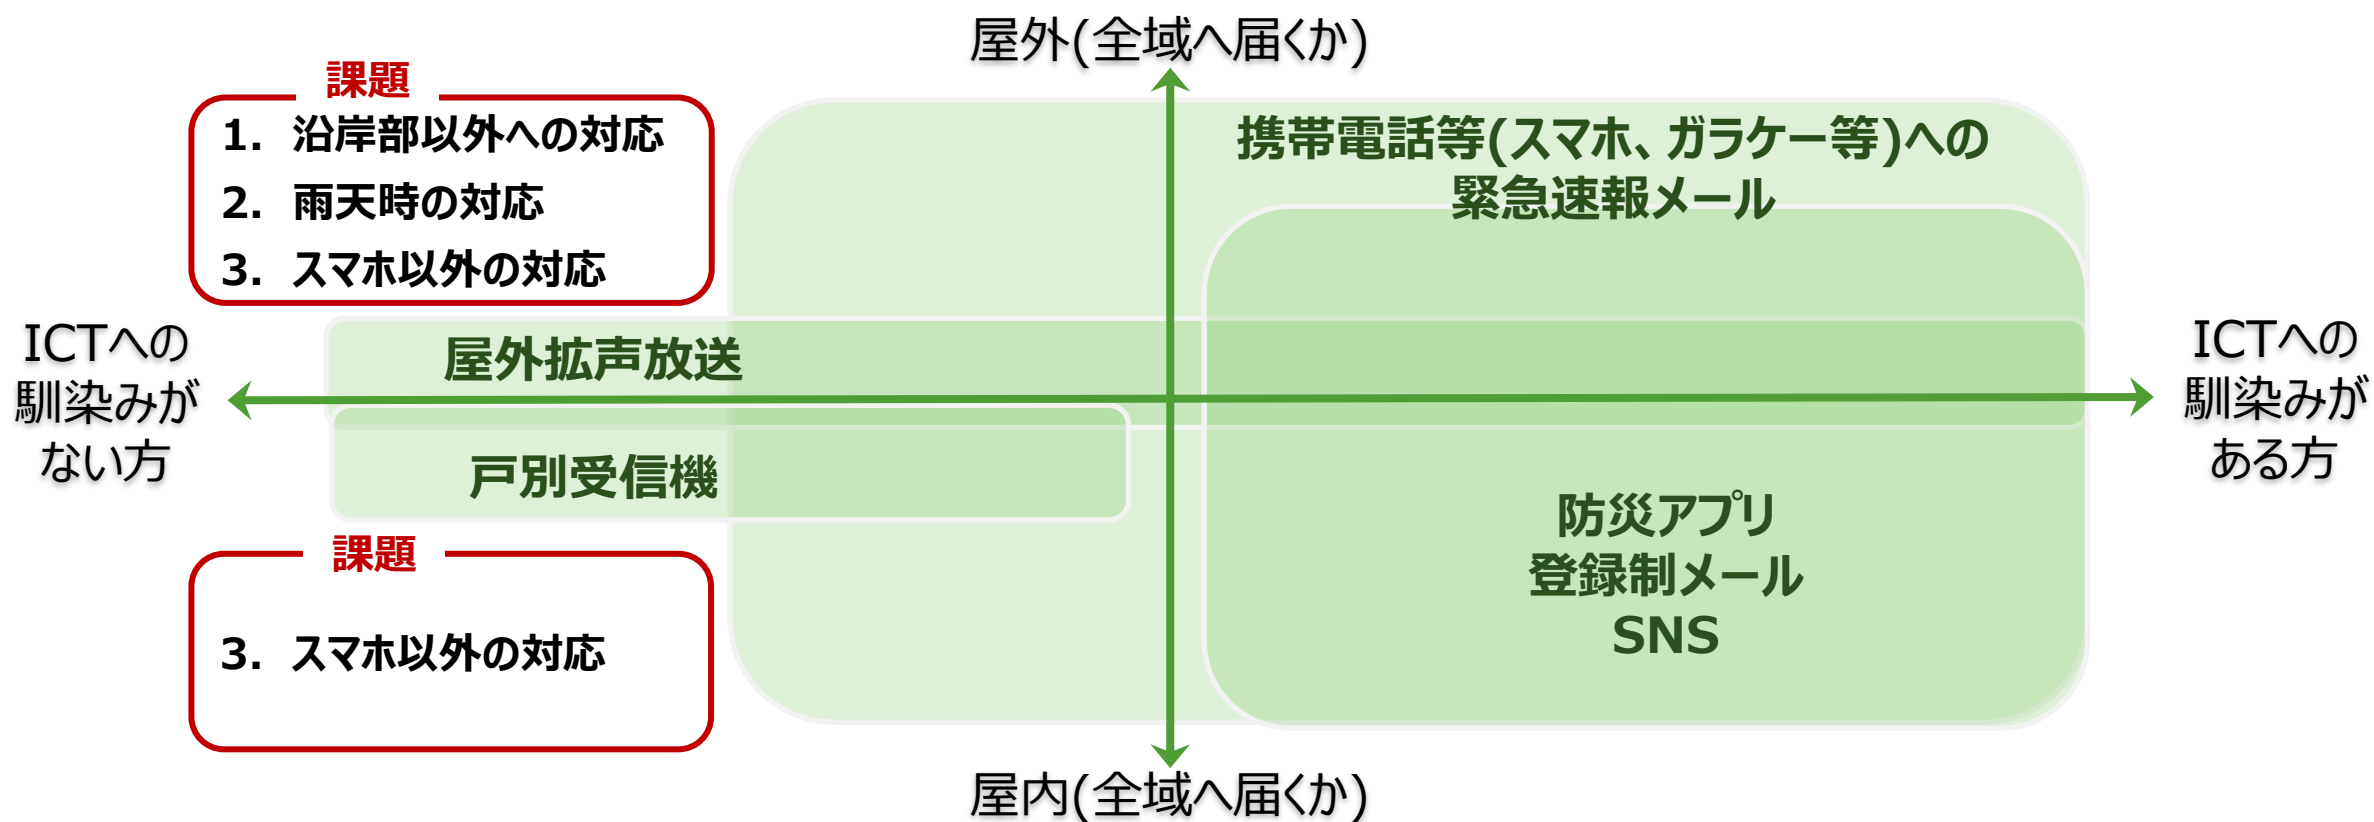 屋外(全域へ届くか)
課題
1. 沿岸部以外への対応
2. 雨天時の対応
3. スマホ以外の対応
携帯電話等(スマホ、ガラケー等)への
緊急速報メール
ICTへの
馴染みが
ない方
屋外拡声放送
戸別受信機
ICTへの
馴染みが
ある方
課題
3. スマホ以外の対応
防災アプリ
登録制メール
SNS
屋内(全域へ届くか)